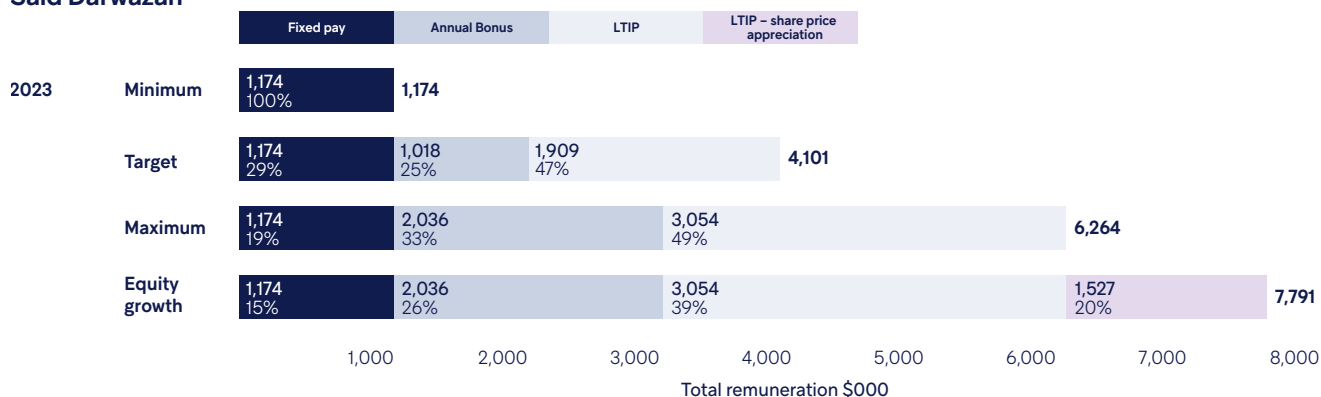 Said Darwazah
Fixed pay
Annual Bonus
LTIP
LTIP – share price
appreciation
2023
Minimum
1,174
100%
1,174
Target
1,174
29%
1,018
25%
1,909
47%
4,101
Maximum
1,174
19%
2,036
33%
3,054
49%
6,264
Equity
growth
1,174
15%
2,036
26%
3,054
39%
1,527
20%
7,791
1,000 2,000 3,000 4,000 5,000 6,000 7,000 8,000
Total remuneration $000